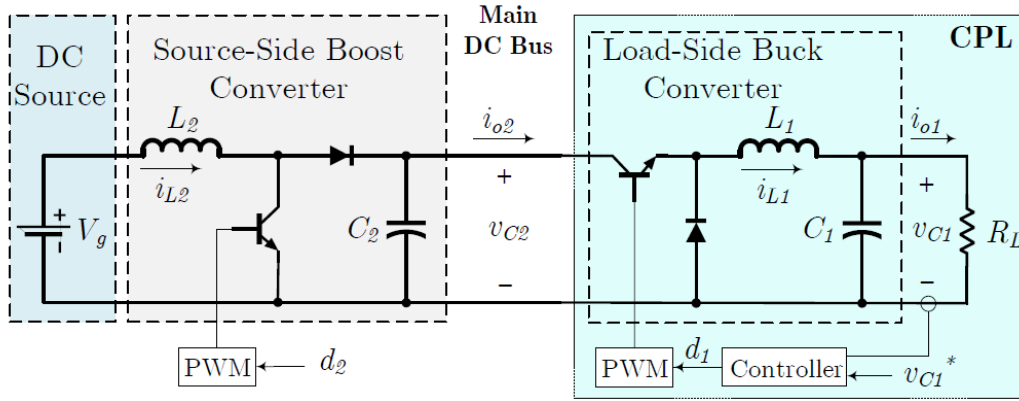 Main
DC Bus
DC
Source
Source-Side Boost
Converter
Load-Side Buck
Converter
CPL
L2
iL2
io2
L1
iL1
io1
+
Vg
C2
+
vC2
−
C1
+
vC1
−
RL
PWM
d2
PWM
d1
Controller
vC1*